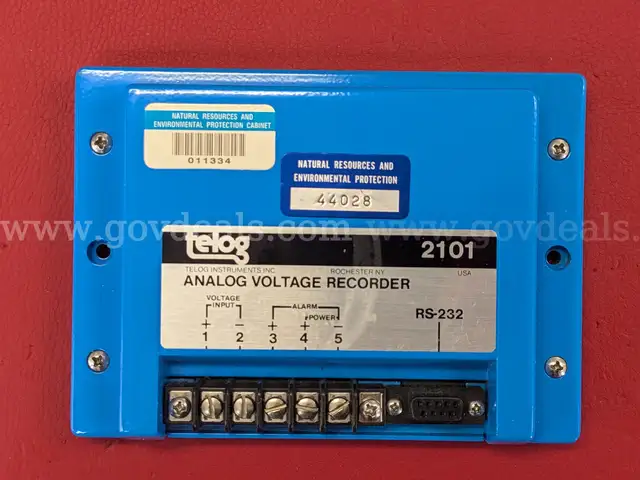 NATURAL RESOURCES AND
ENVIRONMENTAL PROTECTION CABINET
011334
NATURAL RESOURCES AND
ENVIRONMENTAL PROTECTION
44028
www.govdeals.com www.govdeals.
telog 2101
TELOG INSTRUMENTS INC. ROCHESTER NY. USA
ANALOG VOLTAGE RECORDER
VOLTAGE
INPUT
ALARM
POWER
RS-232
+ − + + −
1 2 3 4 5